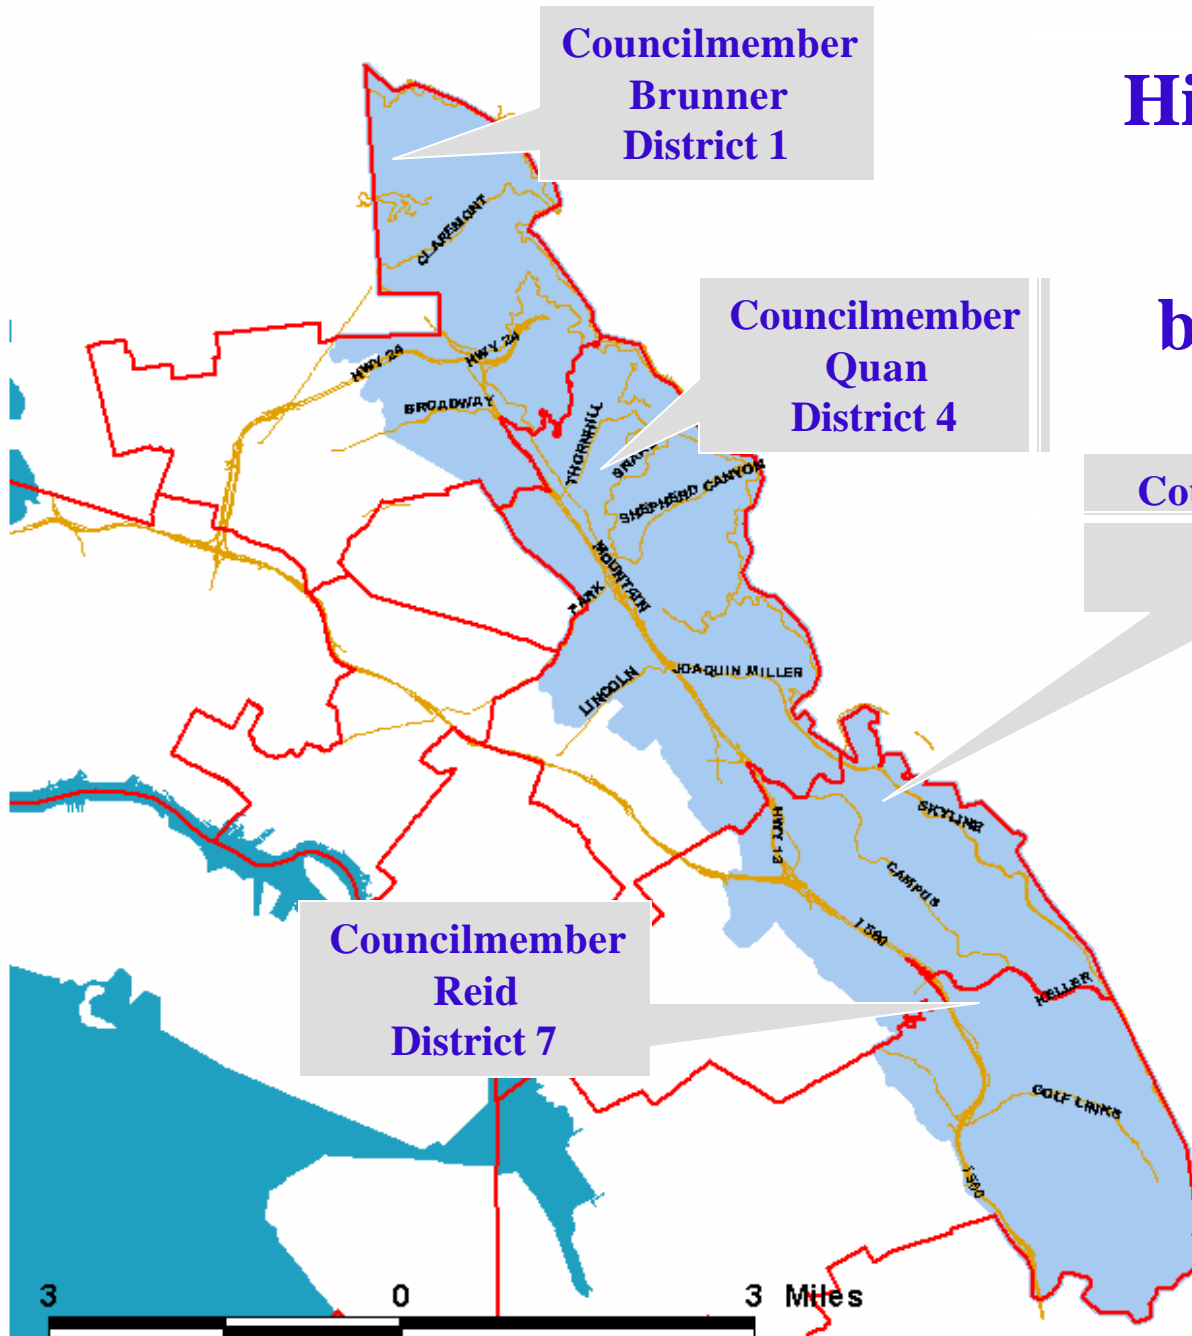 Councilmember
Brunner
District 1
Hi
CLAREMONT
Councilmember
Quan
District 4
b
HWY 24
HWY 24
BROADWAY
THORNHILL
SHEPHERD CANYON
Cou
MOUNTAIN
PARK
LINCOLN
JOAQUIN MILLER
SKYLINE
HWY 13
CAMPUS
I 580
Councilmember
Reid
District 7
KELLER
GOLF LINKS
I 580
3 0 3 Miles